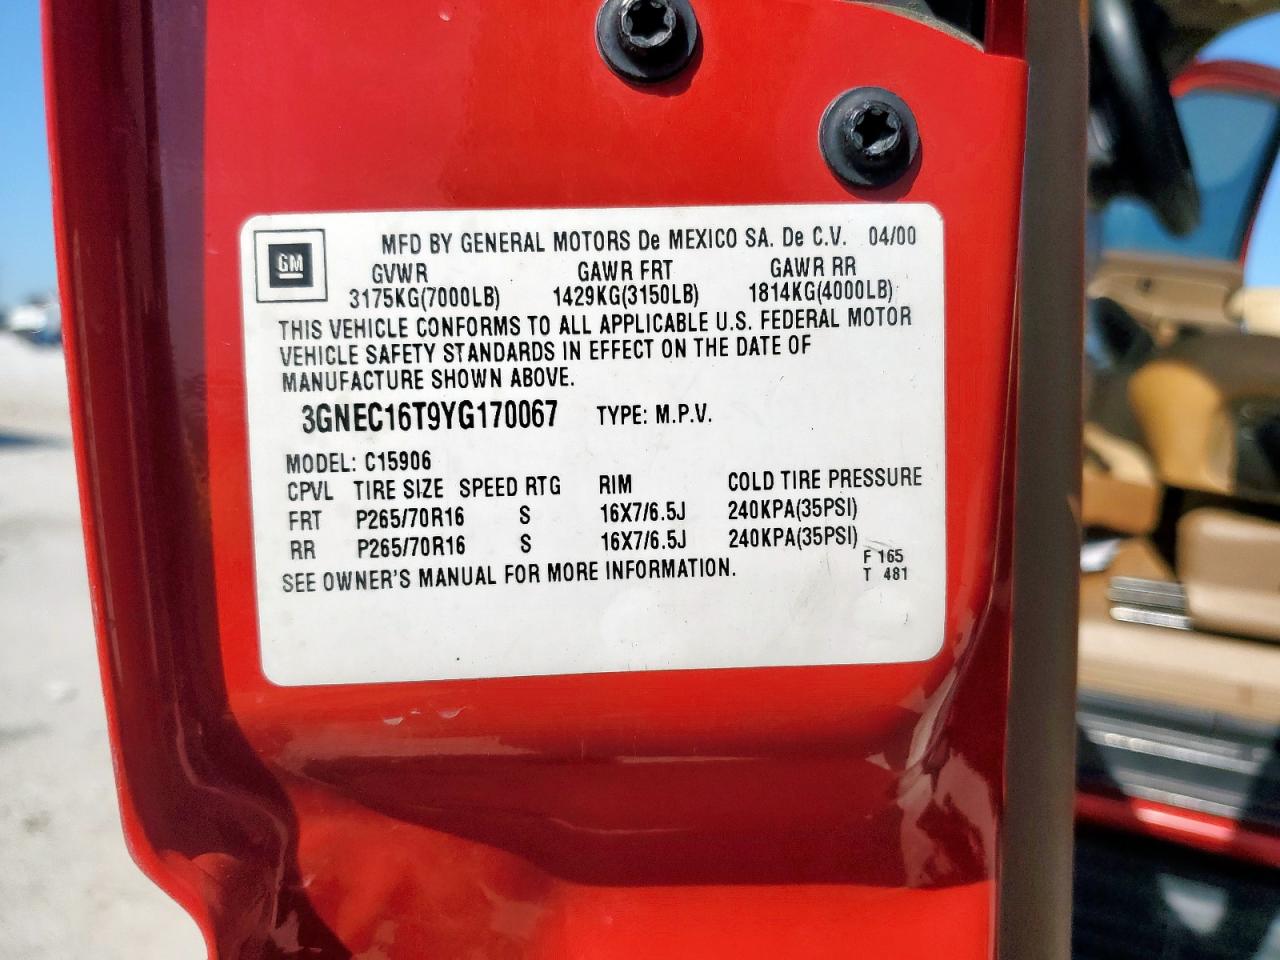 GM
MFD BY GENERAL MOTORS De MEXICO SA. De C.V. 04/00
GVWR GAWR FRT GAWR RR
3175KG(7000LB) 1429KG(3150LB) 1814KG(4000LB)
THIS VEHICLE CONFORMS TO ALL APPLICABLE U.S. FEDERAL MOTOR
VEHICLE SAFETY STANDARDS IN EFFECT ON THE DATE OF
MANUFACTURE SHOWN ABOVE.
3GNEC16T9YG170067 TYPE: M.P.V.
MODEL: C15906
CPVL TIRE SIZE SPEED RTG RIM COLD TIRE PRESSURE
FRT P265/70R16 S 16X7/6.5J 240KPA(35PSI)
RR P265/70R16 S 16X7/6.5J 240KPA(35PSI)
SEE OWNER'S MANUAL FOR MORE INFORMATION.
F 165
T 481